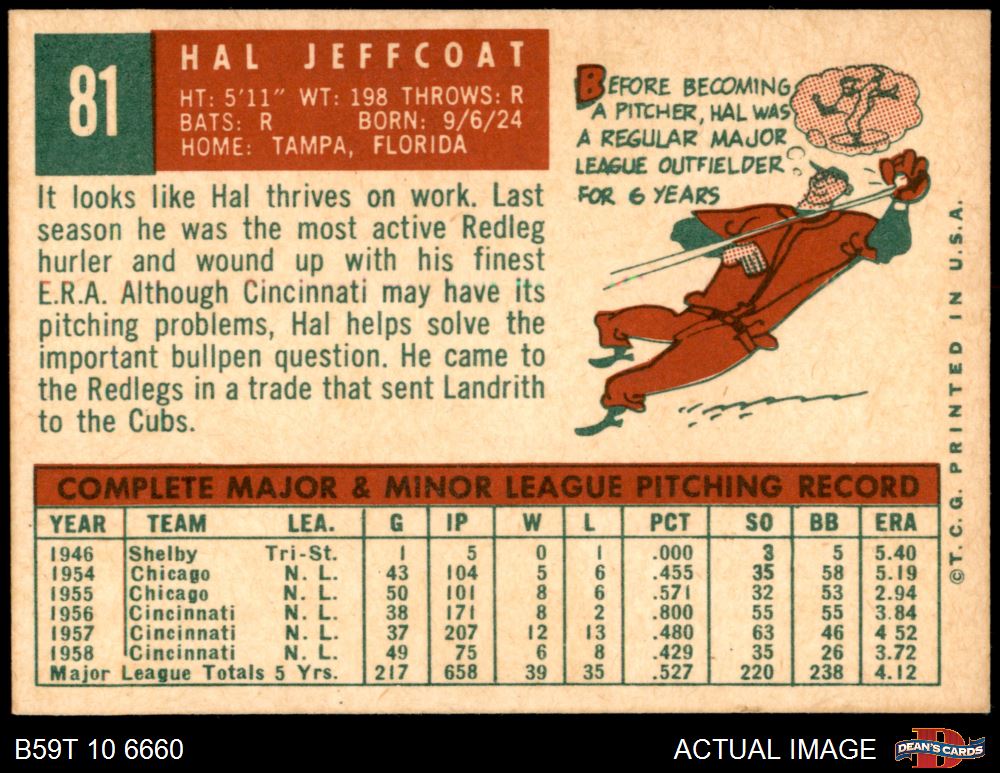 81
HAL JEFFCOAT
HT: 5'11" WT: 198 THROWS: R
BATS: R BORN: 9/6/24
HOME: TAMPA, FLORIDA
It looks like Hal thrives on work. Last
season he was the most active Redleg
hurler and wound up with his finest
E.R.A. Although Cincinnati may have its
pitching problems, Hal helps solve the
important bullpen question. He came to
the Redlegs in a trade that sent Landrith
to the Cubs.
BEFORE BECOMING
A PITCHER, HAL WAS
A REGULAR MAJOR
LEAGUE OUTFIELDER
FOR 6 YEARS
©T.C.G. PRINTED IN U.S.A.
COMPLETE MAJOR & MINOR LEAGUE PITCHING RECORD
YEAR TEAM LEA. G IP W L PCT SO BB ERA
1946 Shelby Tri-St. 1 5 0 1 .000 3 5 5.40
1954 Chicago N. L. 43 104 5 6 .455 35 58 5.19
1955 Chicago N. L. 50 101 8 6 .571 32 53 2.94
1956 Cincinnati N. L. 38 171 8 2 .800 55 55 3.84
1957 Cincinnati N. L. 37 207 12 13 .480 63 46 4 52
1958 Cincinnati N. L. 49 75 6 8 .429 35 26 3.72
Major League Totals 5 Yrs. 217 658 39 35 .527 220 238 4.12
B59T 10 6660
ACTUAL IMAGE
D
DEAN'S CARDS